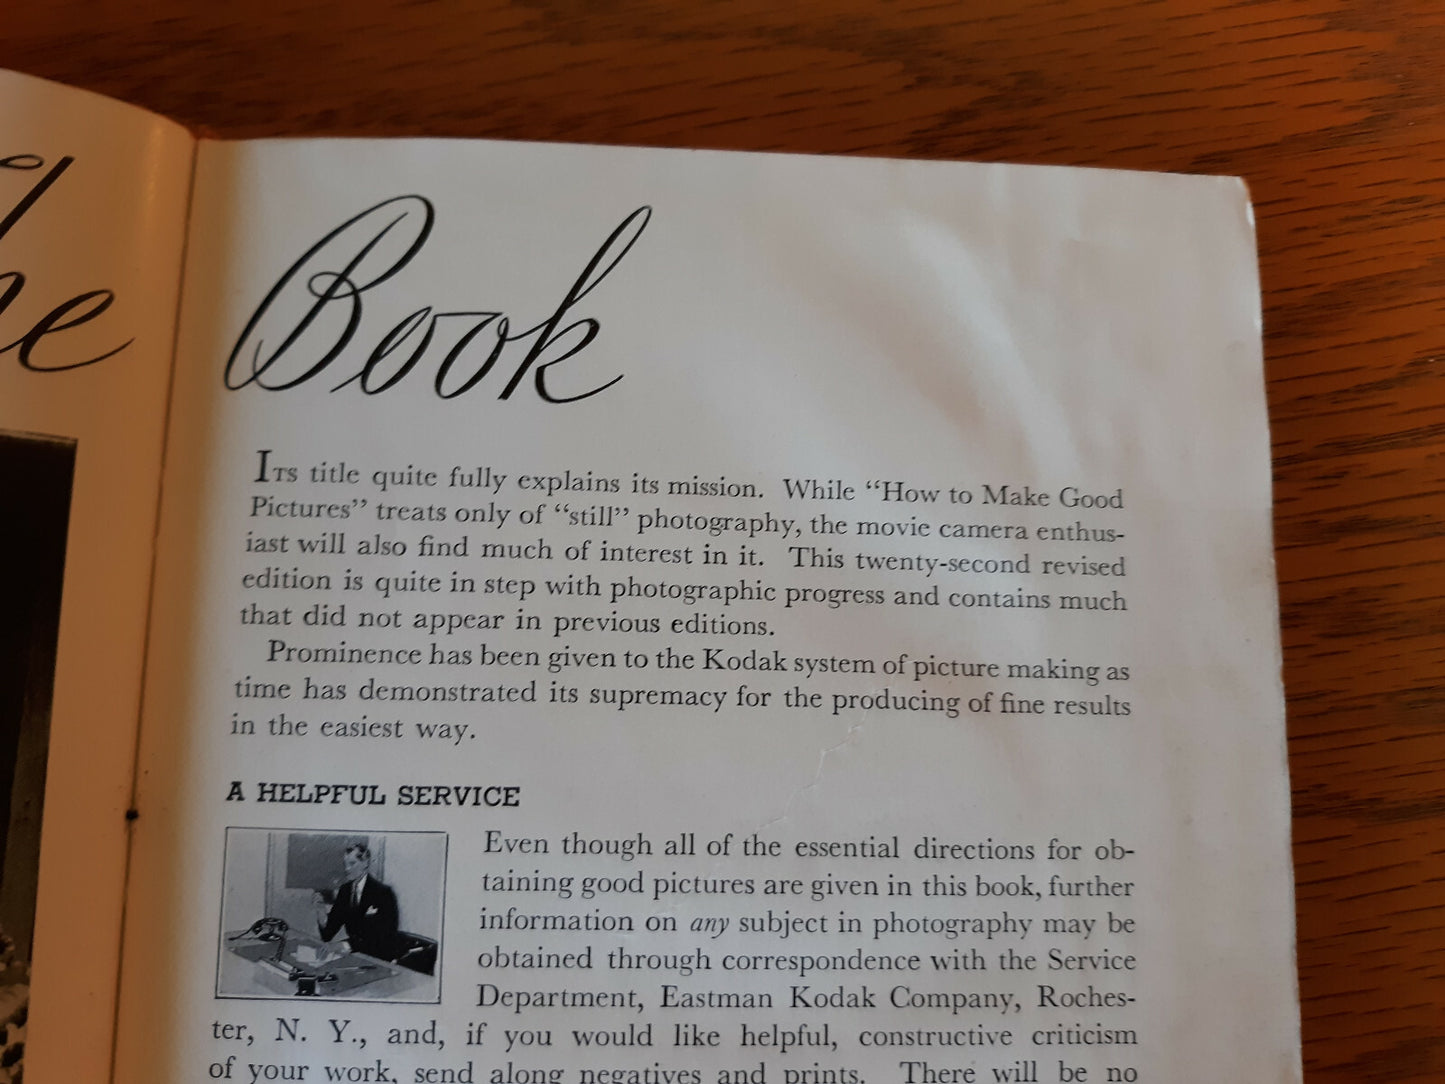 Book
ITS title quite fully explains its mission. While “How to Make Good
Pictures” treats only of “still” photography, the movie camera enthus-
iast will also find much of interest in it. This twenty-second revised
edition is quite in step with photographic progress and contains much
that did not appear in previous editions.
Prominence has been given to the Kodak system of picture making as
time has demonstrated its supremacy for the producing of fine results
in the easiest way.
A HELPFUL SERVICE
Even though all of the essential directions for ob-
taining good pictures are given in this book, further
information on any subject in photography may be
obtained through correspondence with the Service
Department, Eastman Kodak Company, Roches-
ter, N. Y., and, if you would like helpful, constructive criticism
of your work, send along negatives and prints. There will be no